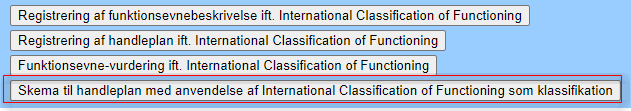 Registrering af funktionsevnebeskrivelse ift. International Classification of Functioning
Registrering af handleplan ift. International Classification of Functioning
Funktionsevne-vurdering ift. International Classification of Functioning
Skema til handleplan med anvendelse af International Classification of Functioning som klassifikation